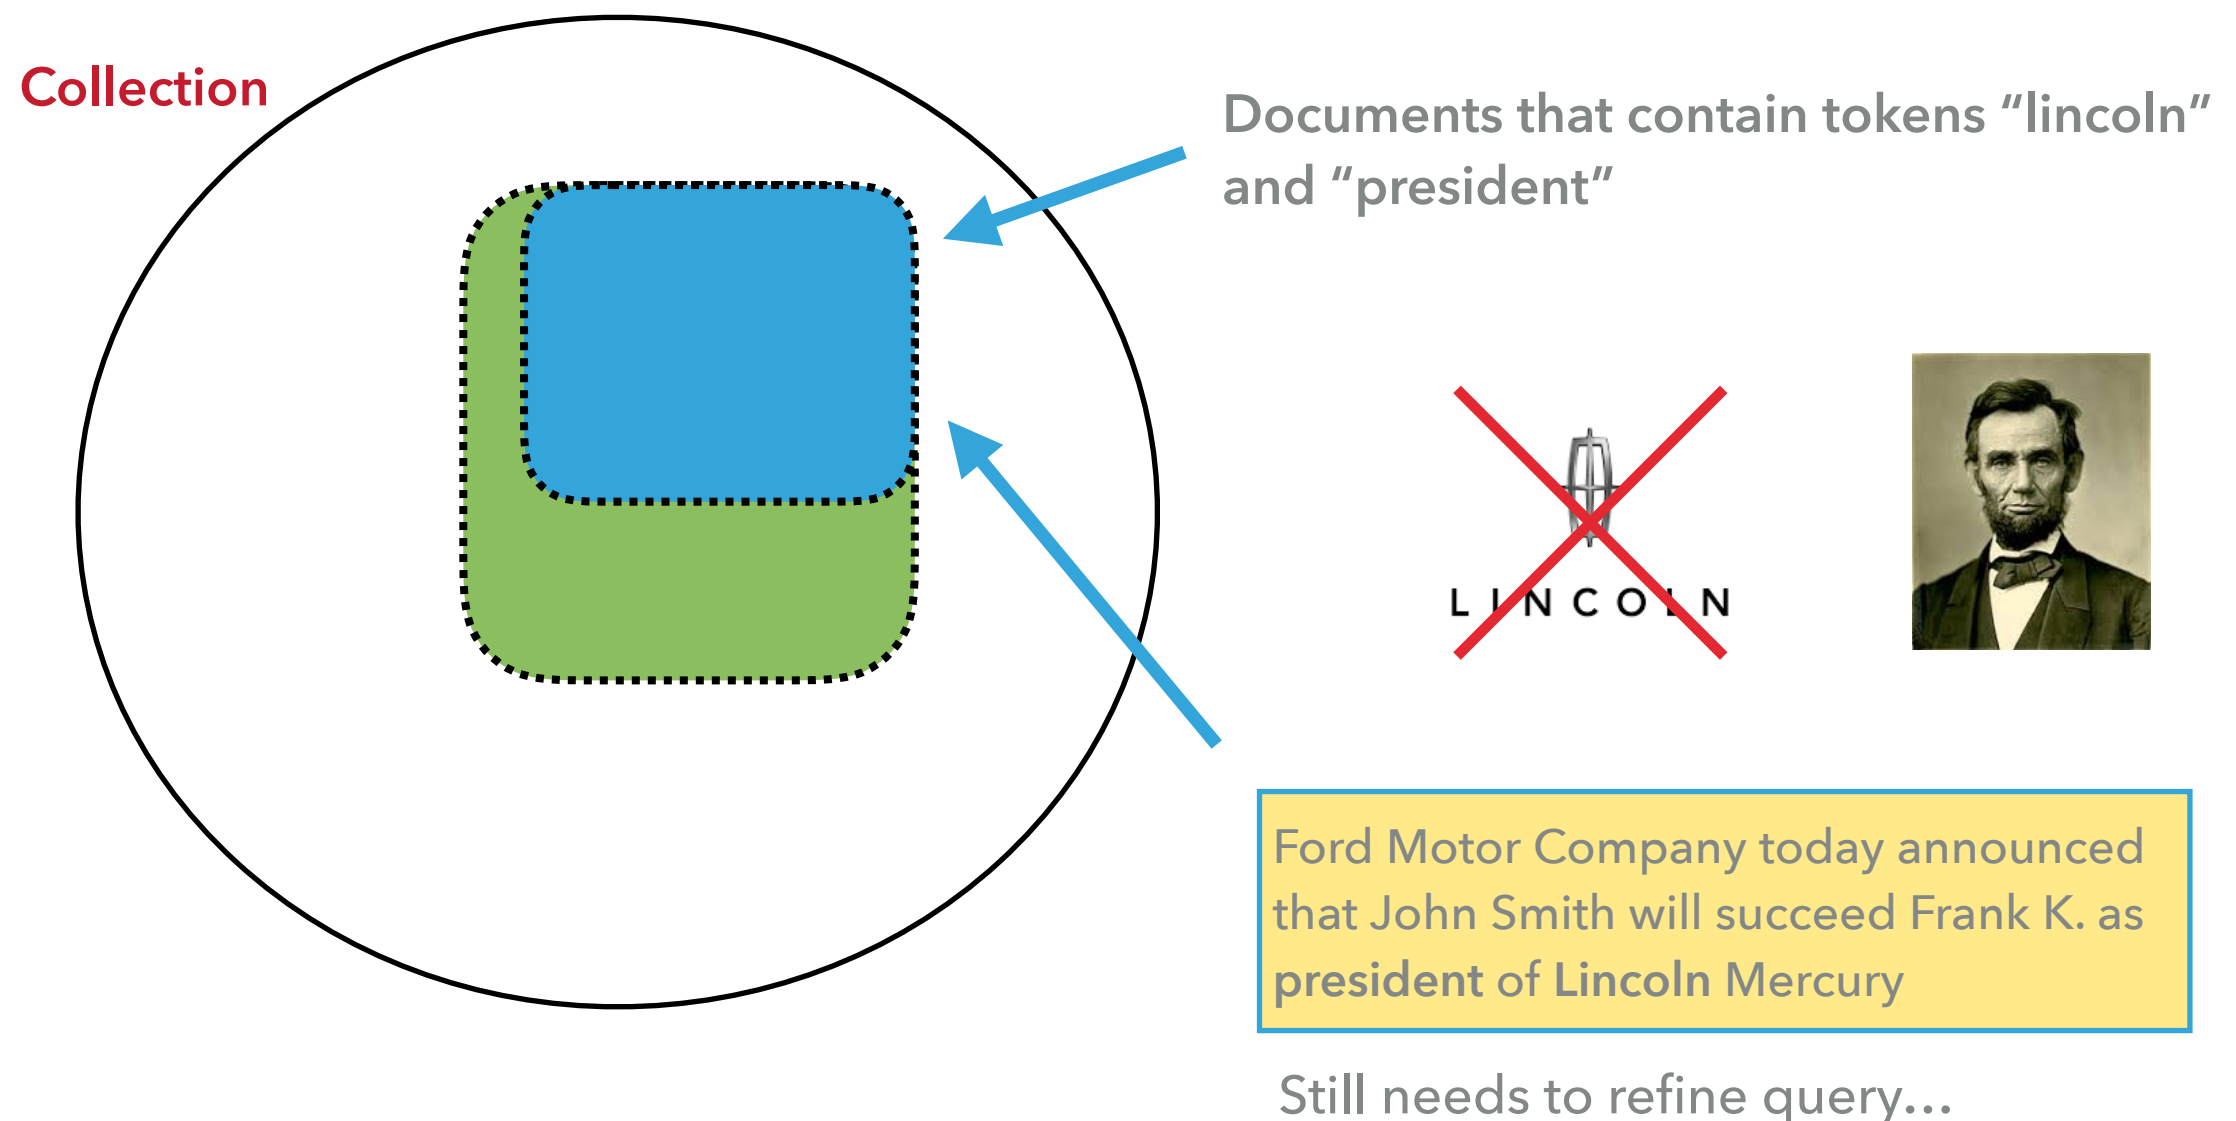 Collection
Documents that contain tokens “lincoln”
and “president”
LINCOLN
Ford Motor Company today announced
that John Smith will succeed Frank K. as
president of Lincoln Mercury
Still needs to refine query…